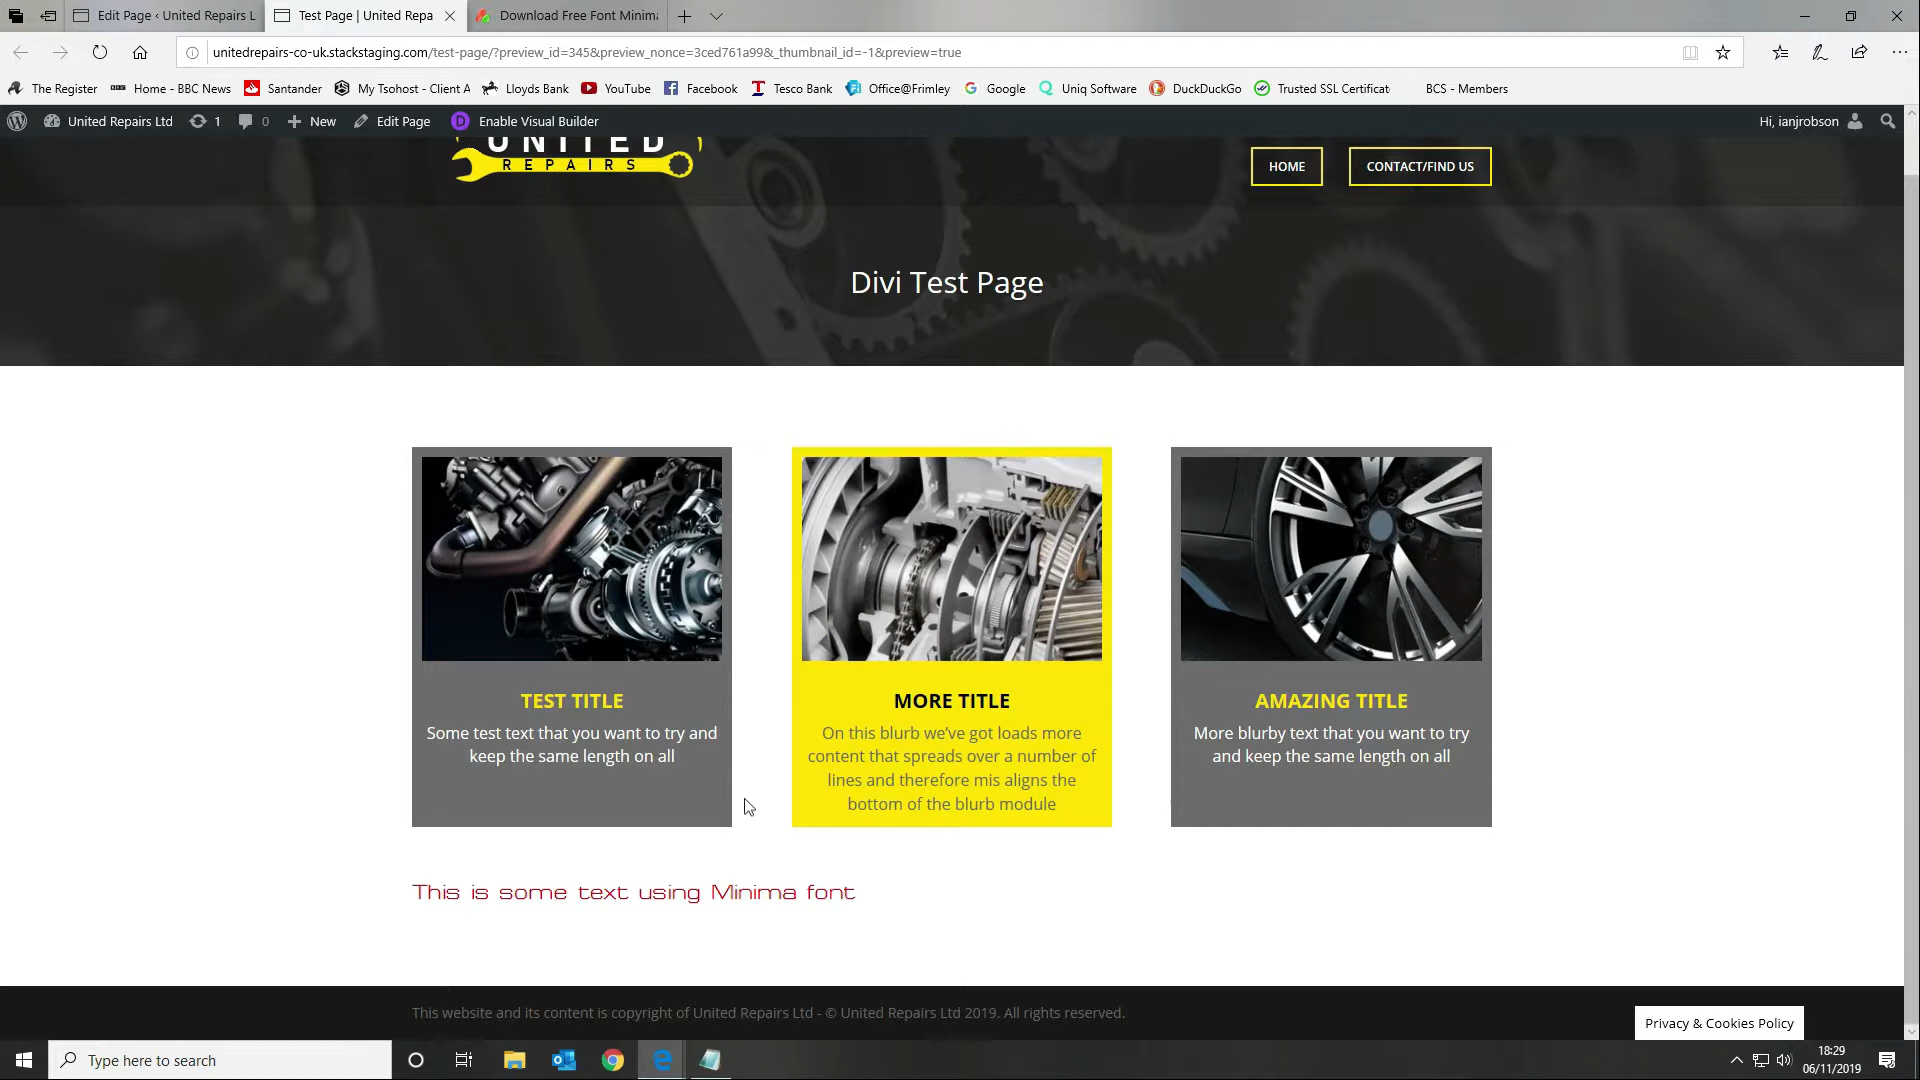 Edit Page ‹ United Repairs L
Test Page | United Repa
Download Free Font Minima
unitedrepairs-co-uk.stackstaging.com/test-page/?preview_id=345&preview_nonce=3ced761a99&_thumbnail_id=-1&preview=true
The Register
Home - BBC News
Santander
My Tsohost - Client A
Lloyds Bank
YouTube
Facebook
Tesco Bank
Office@Frimley
Google
Uniq Software
DuckDuckGo
Trusted SSL Certificat
BCS - Members
United Repairs Ltd
1
0
New
Edit Page
D
Enable Visual Builder
Hi, ianjrobson
UNITED
REPAIRS
HOME
CONTACT/FIND US
Divi Test Page
TEST TITLE
Some test text that you want to try and
keep the same length on all
MORE TITLE
On this blurb we've got loads more
content that spreads over a number of
lines and therefore mis aligns the
bottom of the blurb module
AMAZING TITLE
More blurby text that you want to try
and keep the same length on all
This is some text using Minima font
This website and its content is copyright of United Repairs Ltd - © United Repairs Ltd 2019. All rights reserved.
Privacy & Cookies Policy
Type here to search
18:29
06/11/2019